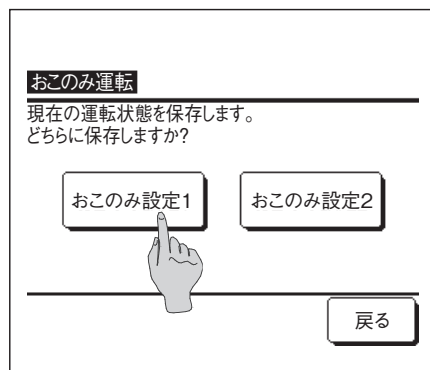 おこのみ運転
現在の運転状態を保存します。
どちらに保存しますか?
おこのみ設定1
おこのみ設定2
戻る